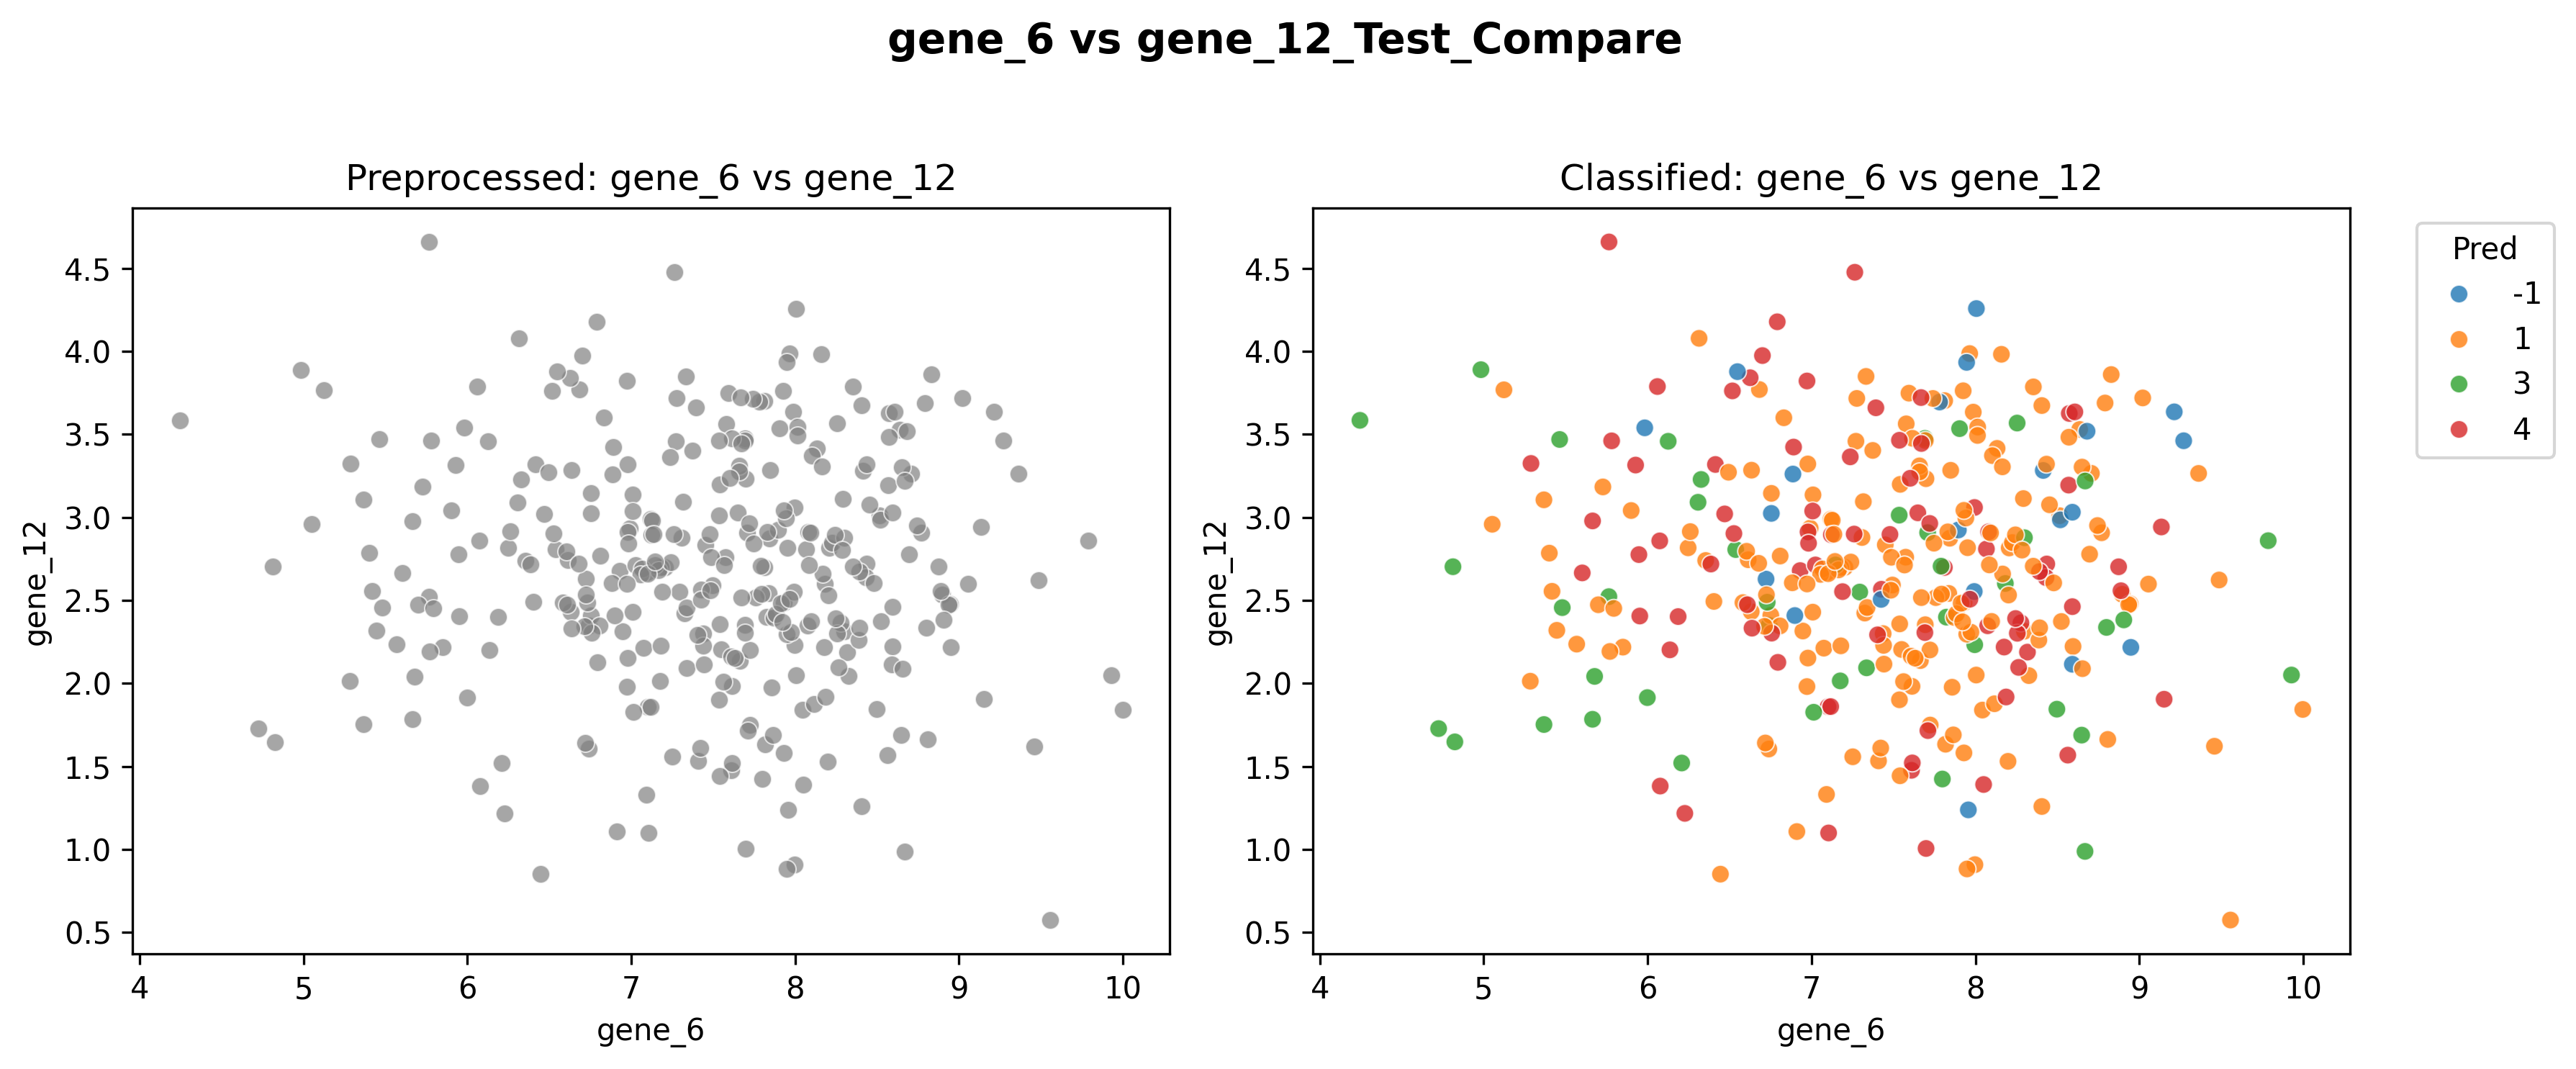 gene_6 vs gene_12_Test_Compare
Preprocessed: gene_6 vs gene_12
gene_12
4.5
4.0
3.5
3.0
2.5
2.0
1.5
1.0
0.5
4 5 6 7 8 9 10
gene_6
Classified: gene_6 vs gene_12
gene_12
4.5
4.0
3.5
3.0
2.5
2.0
1.5
1.0
0.5
4 5 6 7 8 9 10
gene_6
Pred
-1
1
3
4